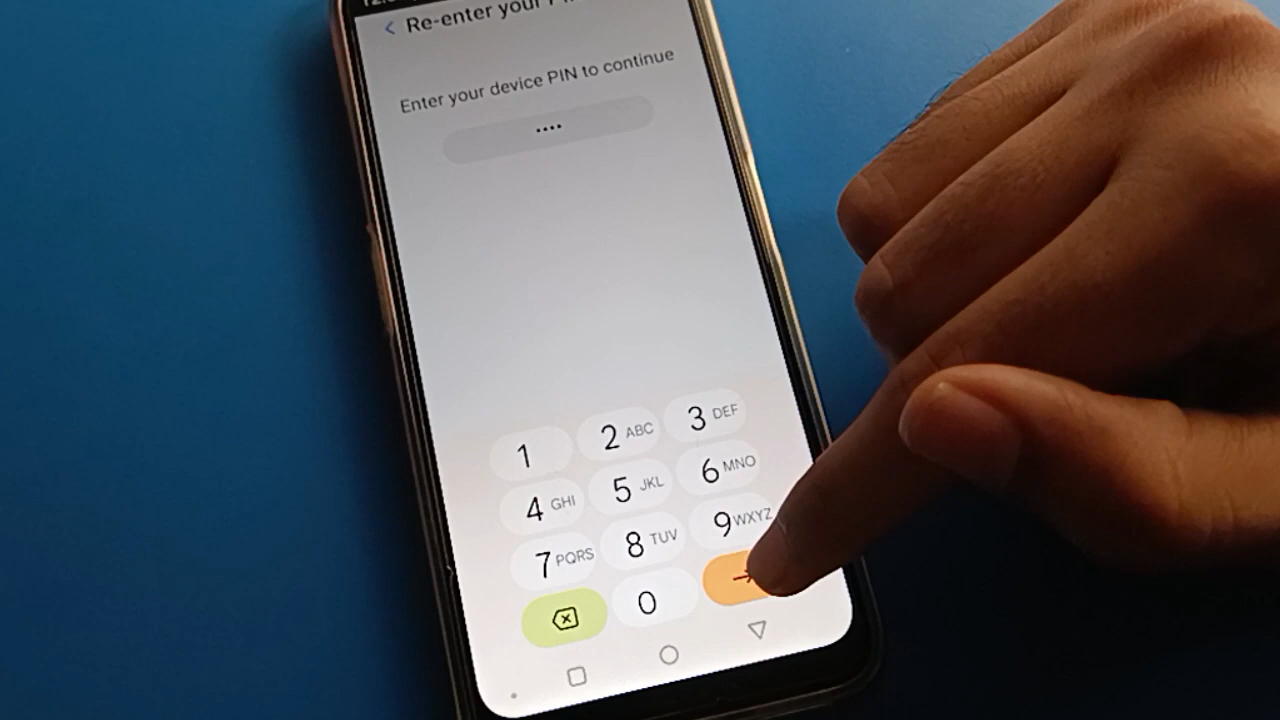 Re-enter your
Enter your device PIN to continue
••••
1
2 ABC
3 DEF
4 GHI
5 JKL
6 MNO
7 PQRS
8 TUV
9 WXYZ
0